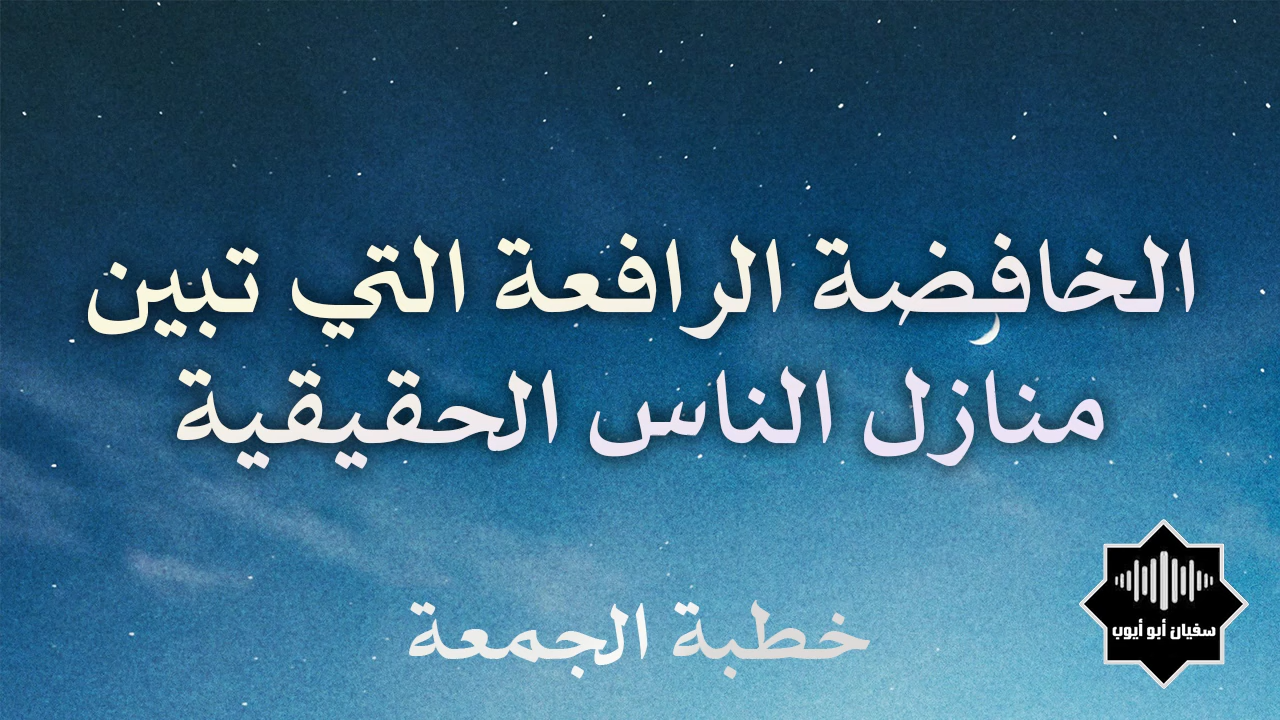 الخافضة الرافعة التي تبين
منازل الناس الحقيقية
خطبة الجمعة
سفيان أبو أيوب